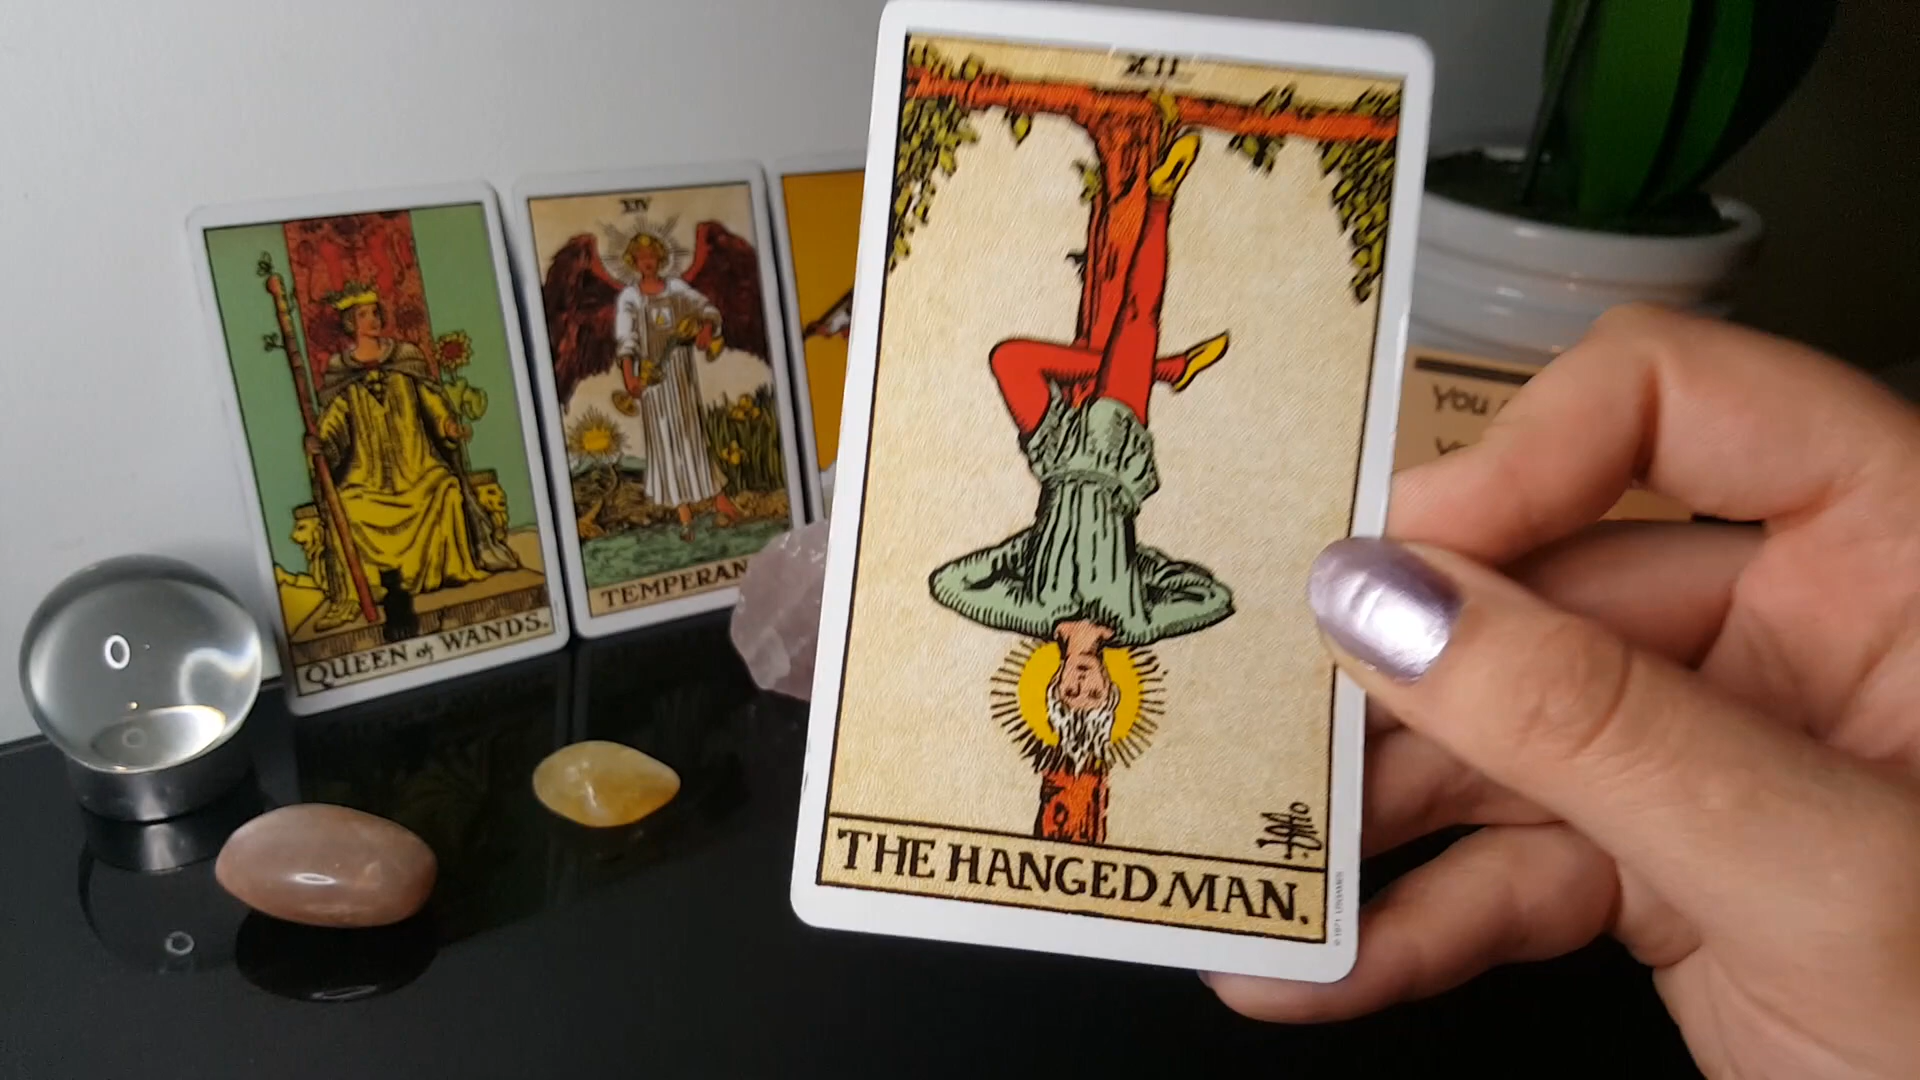 QUEEN of WANDS.
XIV
TEMPERAN
XII
THE HANGED MAN.
YOU